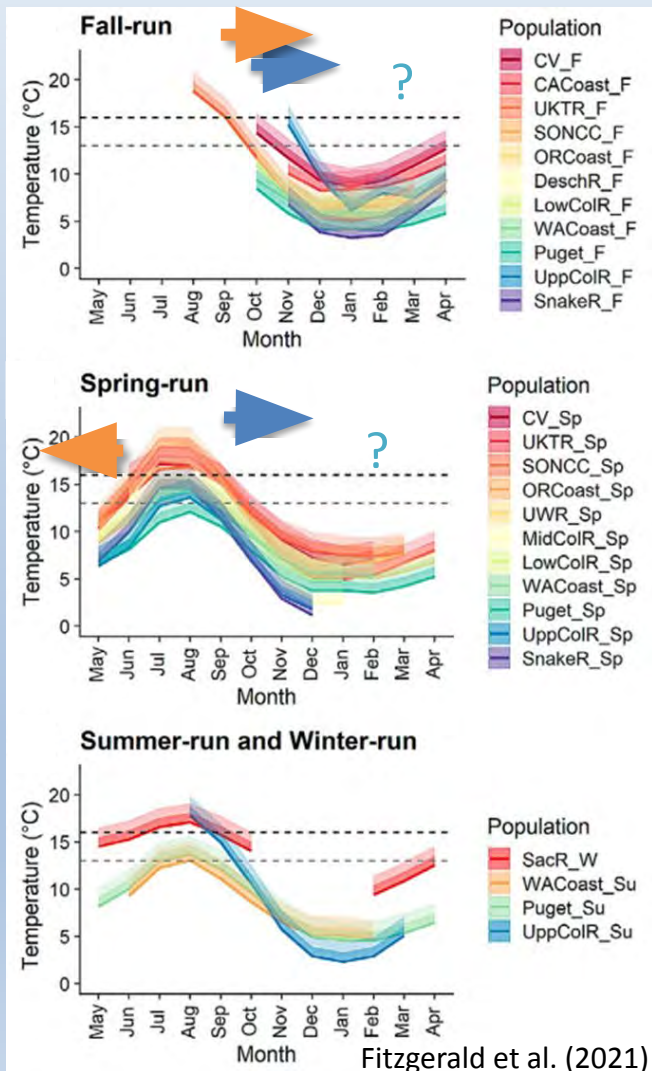 Fall-run
?
Temperature (°C)
20
15
10
5
0
May Jun Jul Aug Sep Oct Nov Dec Jan Feb Mar Apr
Month
Population
CV_F
CACoast_F
UKTR_F
SONCC_F
ORCoast_F
DeschR_F
LowColR_F
WACoast_F
Puget_F
UppColR_F
SnakeR_F
Spring-run
?
Temperature (°C)
20
15
10
5
0
May Jun Jul Aug Sep Oct Nov Dec Jan Feb Mar Apr
Month
Population
CV_Sp
UKTR_Sp
SONCC_Sp
ORCoast_Sp
UWR_Sp
MidColR_Sp
LowColR_Sp
WACoast_Sp
Puget_Sp
UppColR_Sp
SnakeR_Sp
Summer-run and Winter-run
Temperature (°C)
20
15
10
5
0
May Jun Jul Aug Sep Oct Nov Dec Jan Feb Mar Apr
Month
Population
SacR_W
WACoast_Su
Puget_Su
UppColR_Su
Fitzgerald et al. (2021)